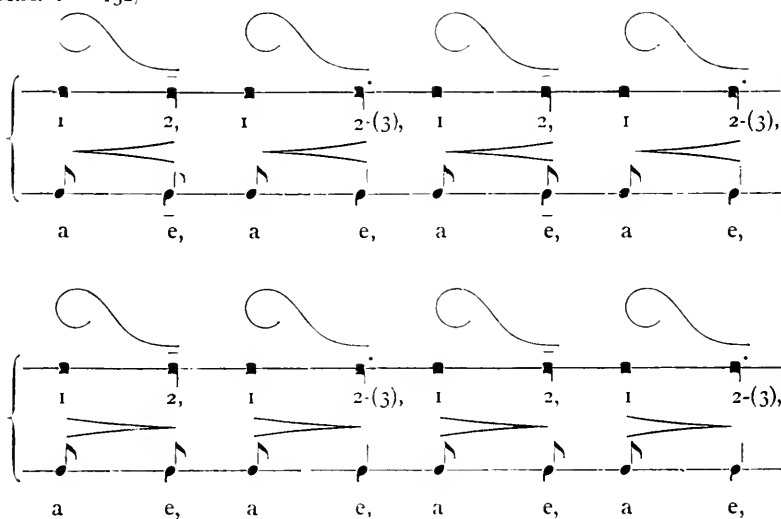 1 2, 1 2-(3), 1 2, 1 2-(3),
a e, a e, a e, a e,
1 2, 1 2-(3), 1 2, 1 2-(3),
a e, a e, a e, a e,